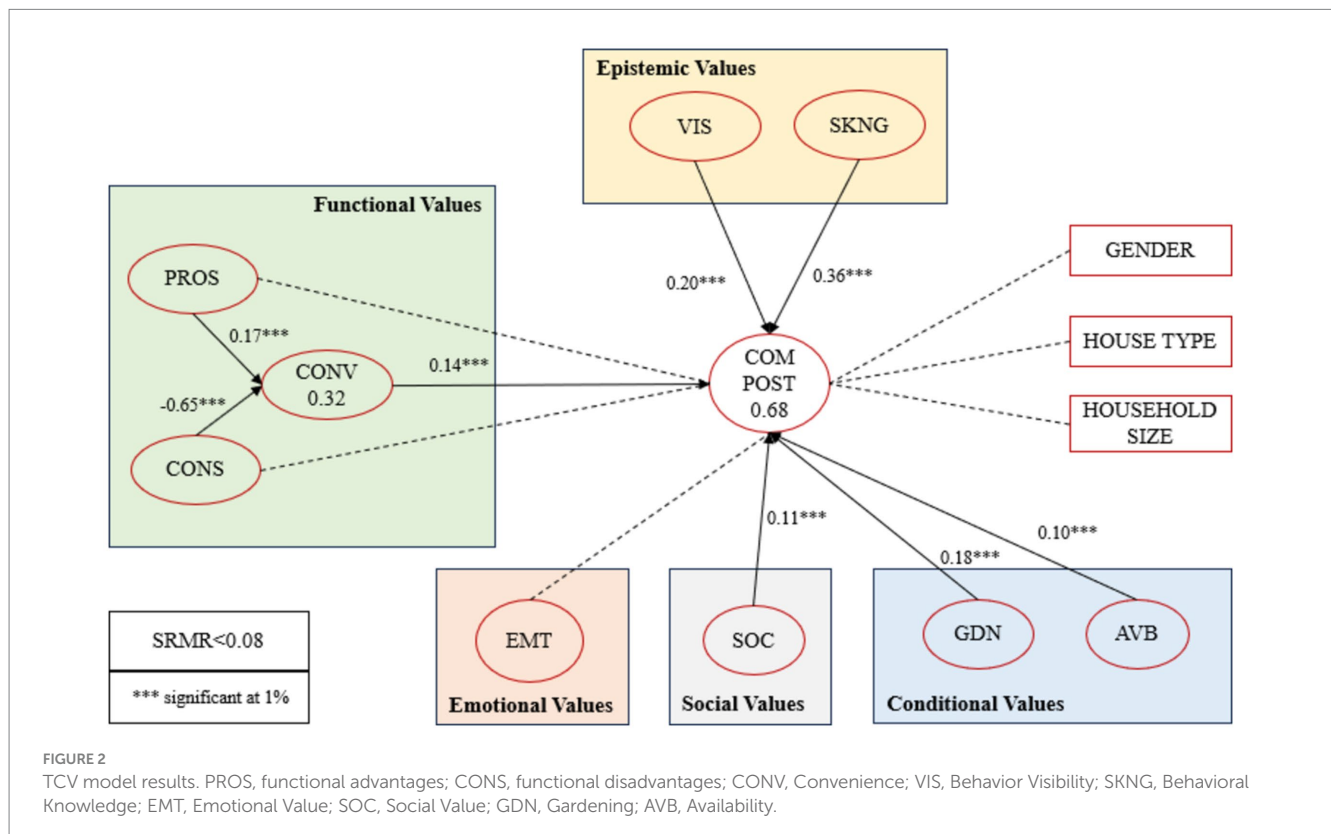 Epistemic Values
VIS
SKNG
Functional Values
PROS
0.17***
CONV
0.32
-0.65***
CONS
0.14***
0.20***
0.36***
COM
POST
0.68
GENDER
HOUSE TYPE
HOUSEHOLD
SIZE
0.11***
0.18***
0.10***
EMT
Emotional Values
SOC
Social Values
GDN
AVB
Conditional Values
SRMR<0.08
*** significant at 1%
FIGURE 2
TCV model results. PROS, functional advantages; CONS, functional disadvantages; CONV, Convenience; VIS, Behavior Visibility; SKNG, Behavioral
Knowledge; EMT, Emotional Value; SOC, Social Value; GDN, Gardening; AVB, Availability.